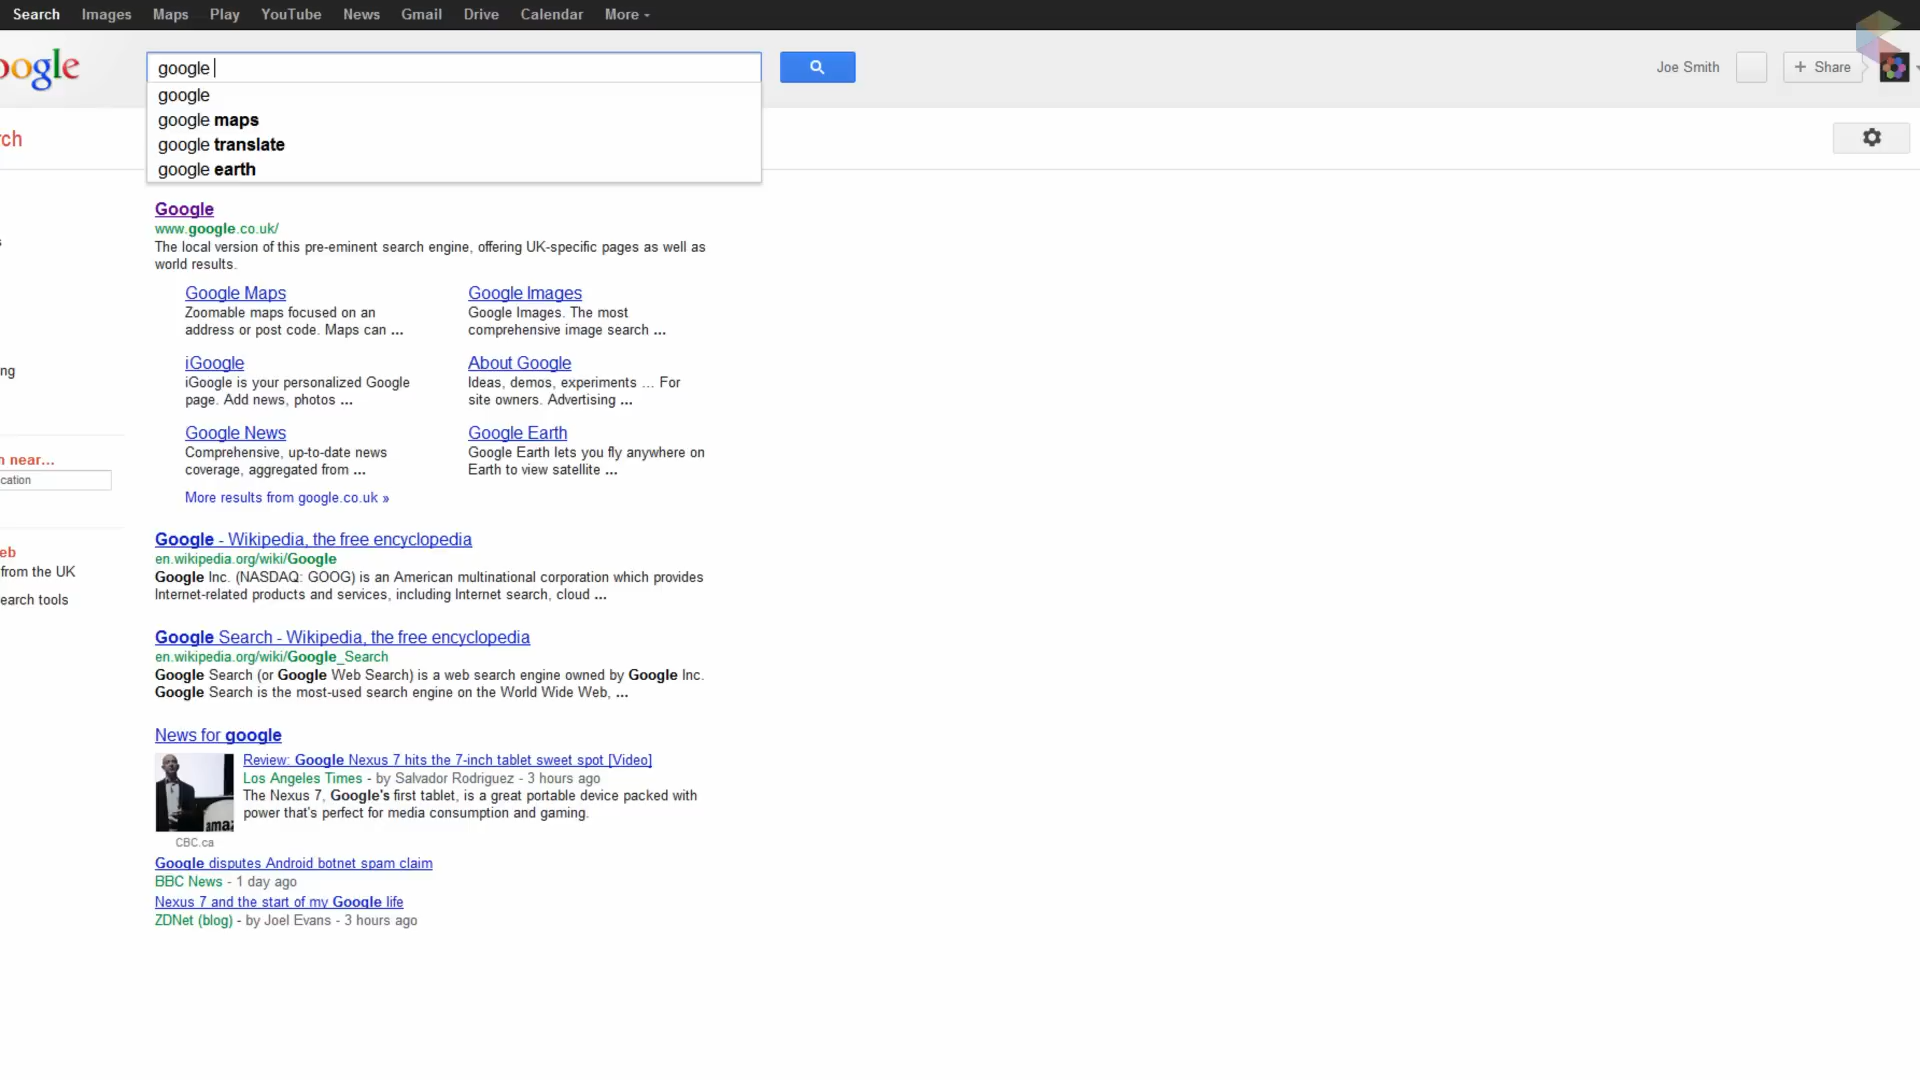 Search Images Maps Play YouTube News Gmail Drive Calendar More
oogle
google
Joe Smith
+ Share
google
google maps
google translate
google earth
rch
Google
www.google.co.uk/
The local version of this pre-eminent search engine, offering UK-specific pages as well as
world results.
Google Maps
Zoomable maps focused on an
address or post code. Maps can ...
Google Images
Google Images. The most
comprehensive image search ...
iGoogle
iGoogle is your personalized Google
page. Add news, photos ...
About Google
Ideas, demos, experiments ... For
site owners. Advertising ...
Google News
Comprehensive, up-to-date news
coverage, aggregated from ...
Google Earth
Google Earth lets you fly anywhere on
Earth to view satellite ...
More results from google.co.uk »
ng
n near...
cation
eb
from the UK
earch tools
Google - Wikipedia, the free encyclopedia
en.wikipedia.org/wiki/Google
Google Inc. (NASDAQ: GOOG) is an American multinational corporation which provides
Internet-related products and services, including Internet search, cloud ...
Google Search - Wikipedia, the free encyclopedia
en.wikipedia.org/wiki/Google_Search
Google Search (or Google Web Search) is a web search engine owned by Google Inc.
Google Search is the most-used search engine on the World Wide Web, ...
News for google
Review: Google Nexus 7 hits the 7-inch tablet sweet spot [Video]
Los Angeles Times - by Salvador Rodriguez - 3 hours ago
The Nexus 7, Google's first tablet, is a great portable device packed with
power that's perfect for media consumption and gaming.
amaz
CBC.ca
Google disputes Android botnet spam claim
BBC News - 1 day ago
Nexus 7 and the start of my Google life
ZDNet (blog) - by Joel Evans - 3 hours ago